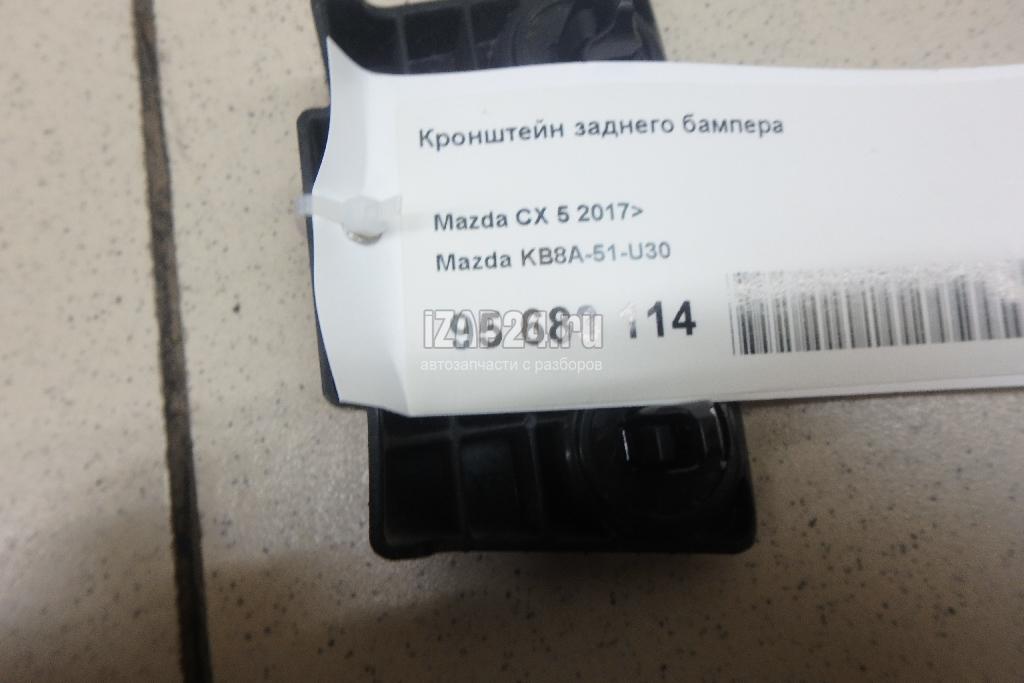 Кронштейн заднего бампера
Mazda CX 5 2017>
Mazda KB8A-51-U30
114
iZAP24.ru
автозапчасти с разборов